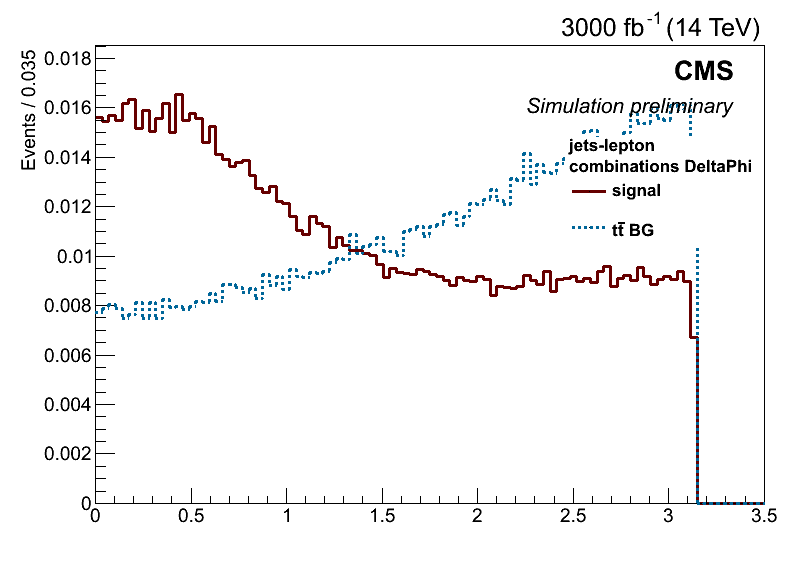 3000 fb⁻¹ (14 TeV)
Events / 0.035
CMS
Simulation preliminary
jets-lepton
combinations DeltaPhi
signal
tt̄ BG
0.018
0.016
0.014
0.012
0.01
0.008
0.006
0.004
0.002
0
0 0.5 1 1.5 2 2.5 3 3.5